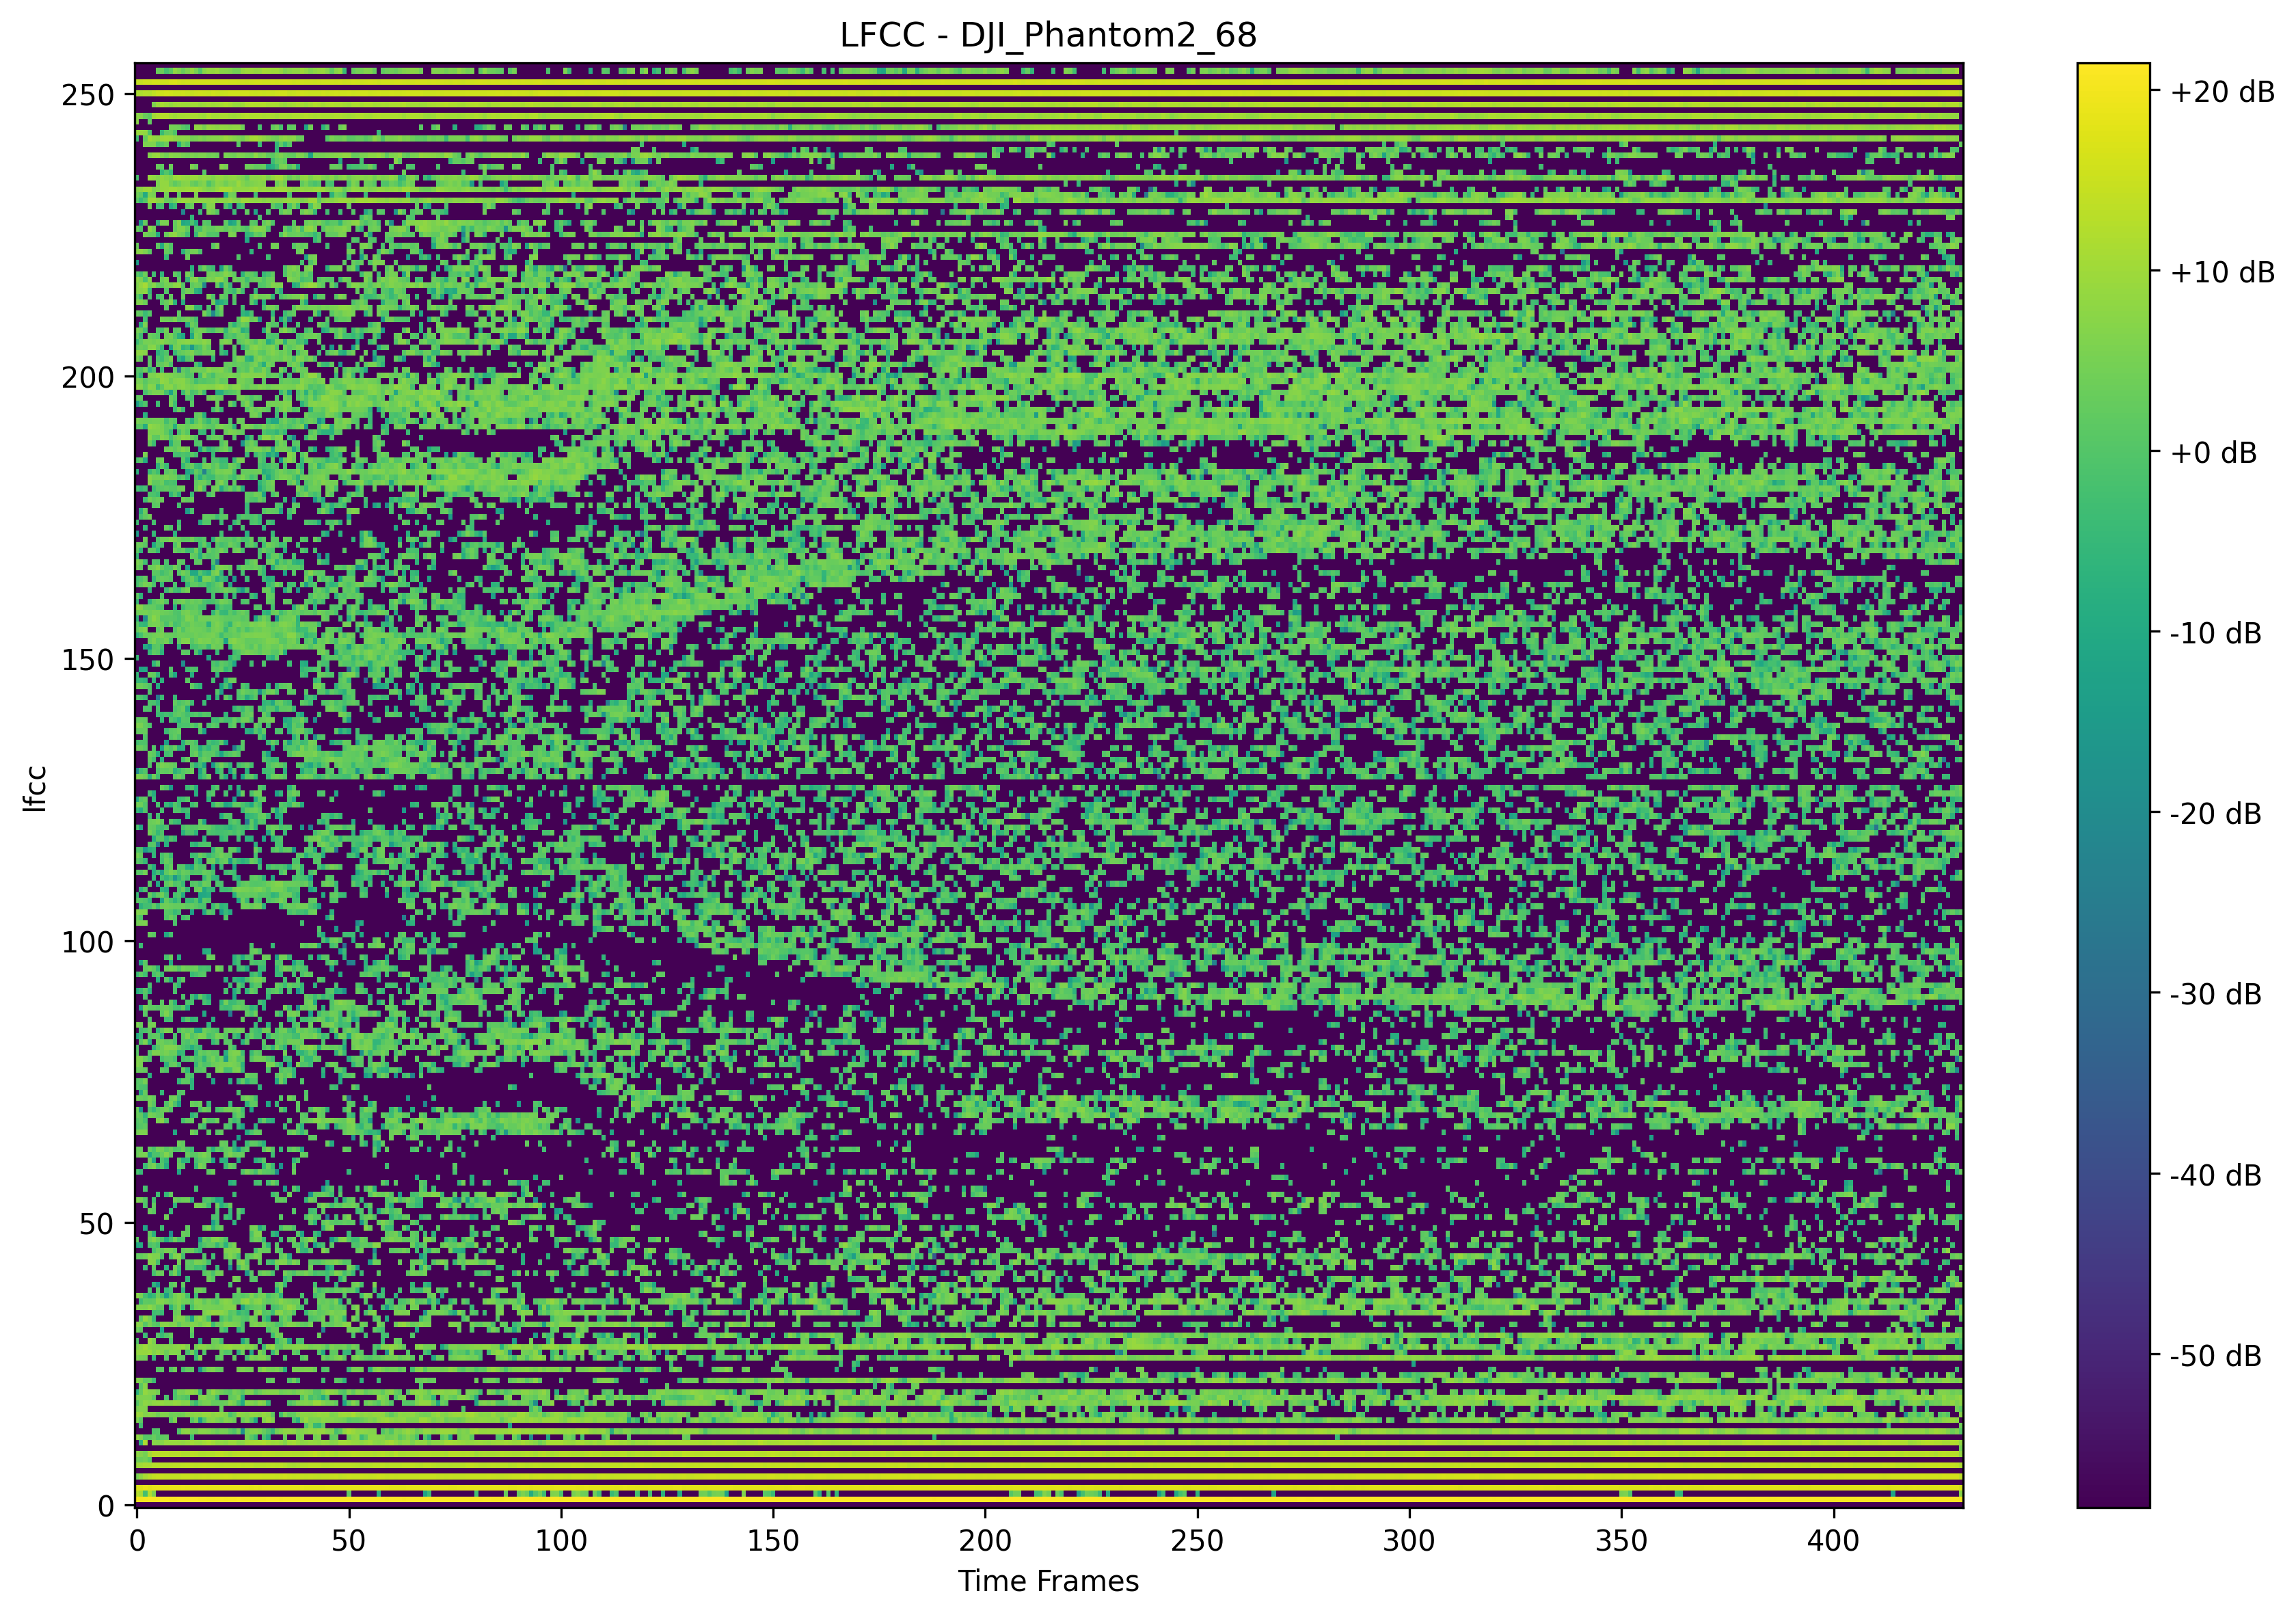 LFCC - DJI_Phantom2_68
250
200
150
100
50
0
lfcc
0 50 100 150 200 250 300 350 400
Time Frames
+20 dB
+10 dB
+0 dB
-10 dB
-20 dB
-30 dB
-40 dB
-50 dB